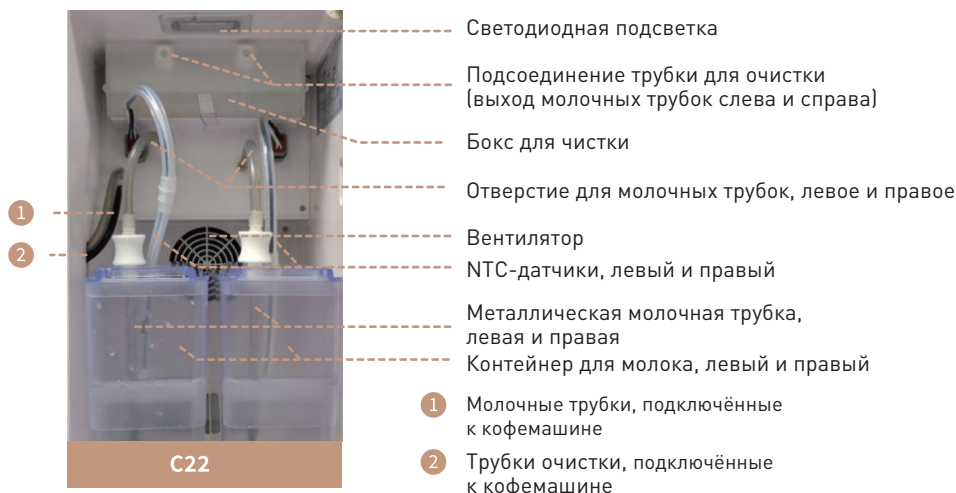 Светодиодная подсветка
Подсоединение трубки для очистки
(выход молочных трубок слева и справа)
Бокс для чистки
Отверстие для молочных трубок, левое и правое
1
2
Вентилятор
NTC-датчики, левый и правый
Металлическая молочная трубка,
левая и правая
Контейнер для молока, левый и правый
1 Молочные трубки, подключённые
к кофемашине
2 Трубки очистки, подключённые
к кофемашине
C22